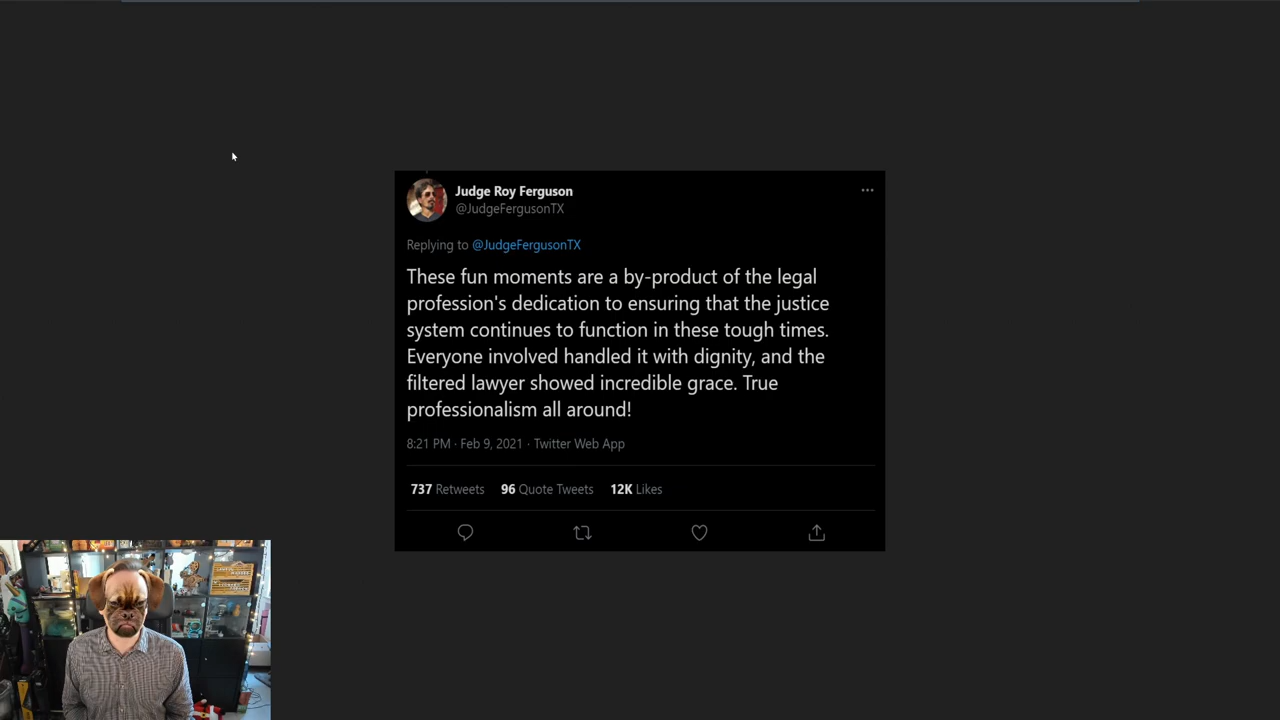 Judge Roy Ferguson
@JudgeFergusonTX
Replying to @JudgeFergusonTX
These fun moments are a by-product of the legal
profession's dedication to ensuring that the justice
system continues to function in these tough times.
Everyone involved handled it with dignity, and the
filtered lawyer showed incredible grace. True
professionalism all around!
8:21 PM · Feb 9, 2021 · Twitter Web App
737 Retweets 96 Quote Tweets 12K Likes